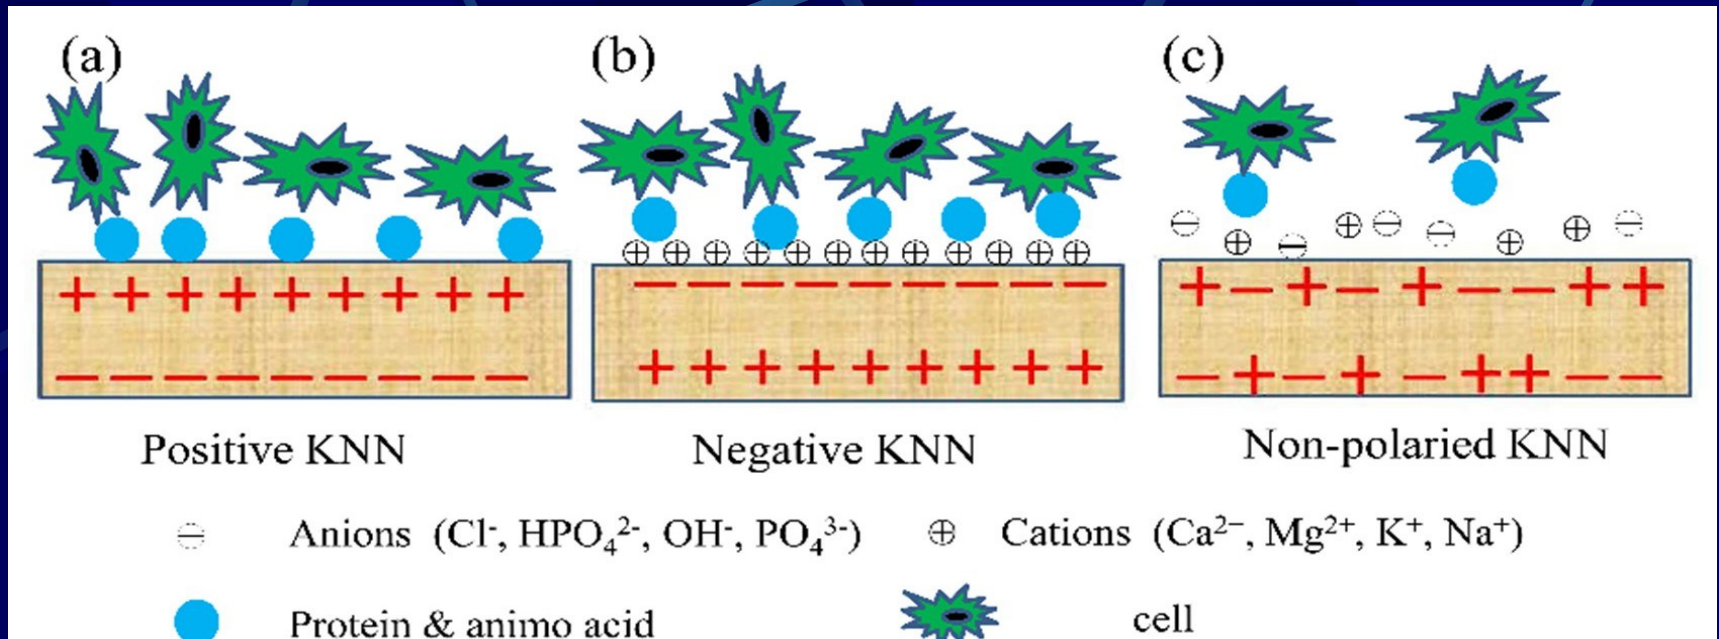 (a) (b) (c)
Positive KNN Negative KNN Non-polaried KNN
Anions (Cl⁻, HPO₄²⁻, OH⁻, PO₄³⁻) Cations (Ca²⁻, Mg²⁺, K⁺, Na⁺)
Protein & animo acid cell